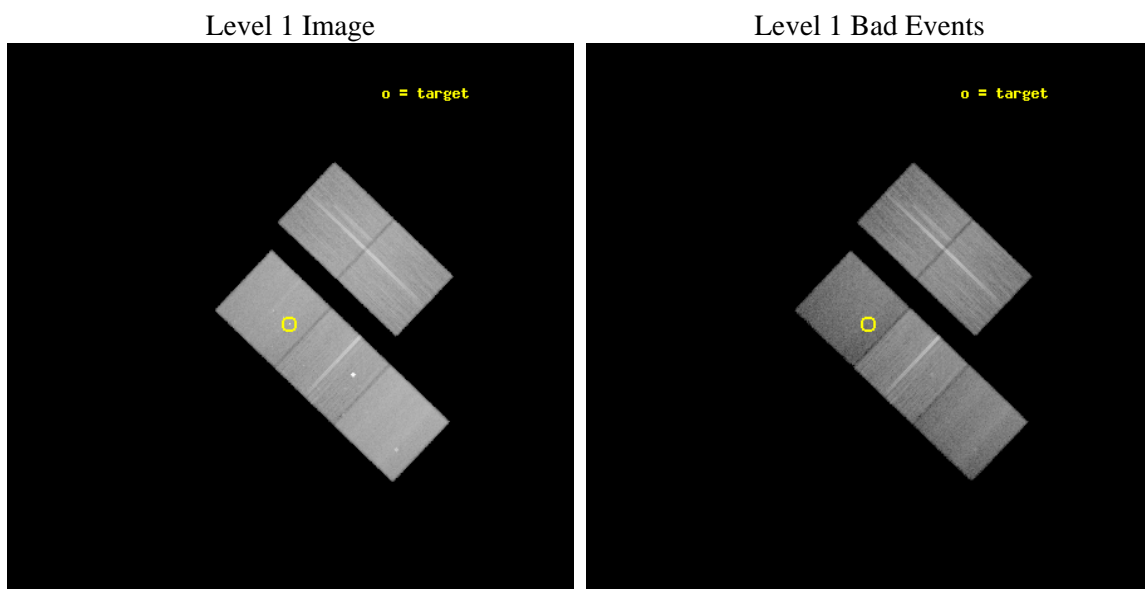 Level 1 Image
Level 1 Bad Events
o = target
o = target